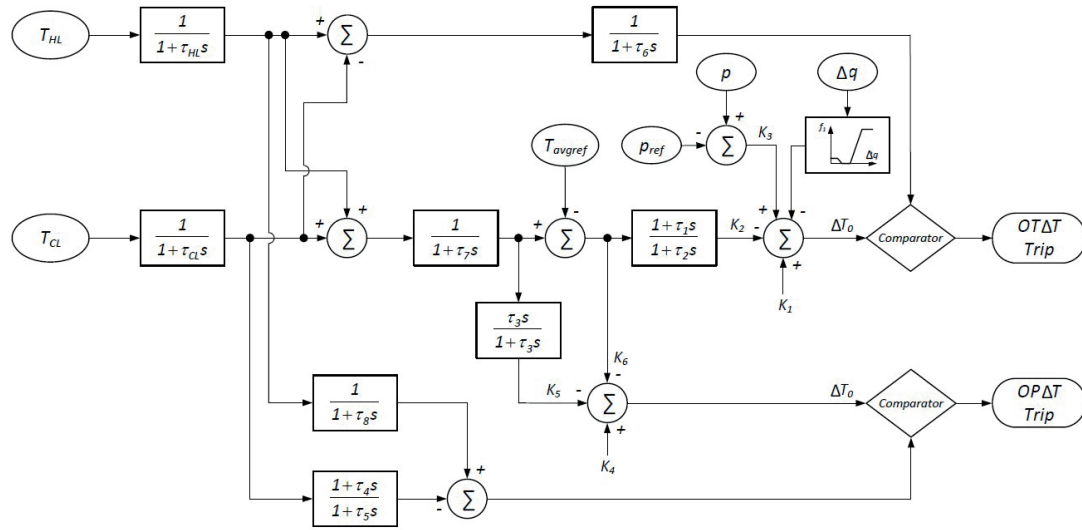 T_HL
1
1+τ_HL s
+
Σ
-
1
1+τ_6 s
p
Δq
+
-
Σ
K_3
p_ref
f_1
Δq
T_avgref
T_CL
1
1+τ_CL s
+
+
Σ
1
1+τ_7 s
-
+
Σ
1+τ_1 s
1+τ_2 s
K_2
+
-
-
Σ
+
K_1
ΔT_0
Comparator
OTΔT
Trip
τ_3 s
1+τ_3 s
K_5
K_6
-
-
Σ
+
K_4
ΔT_0
Comparator
OPΔT
Trip
1
1+τ_8 s
+
-
Σ
1+τ_4 s
1+τ_5 s